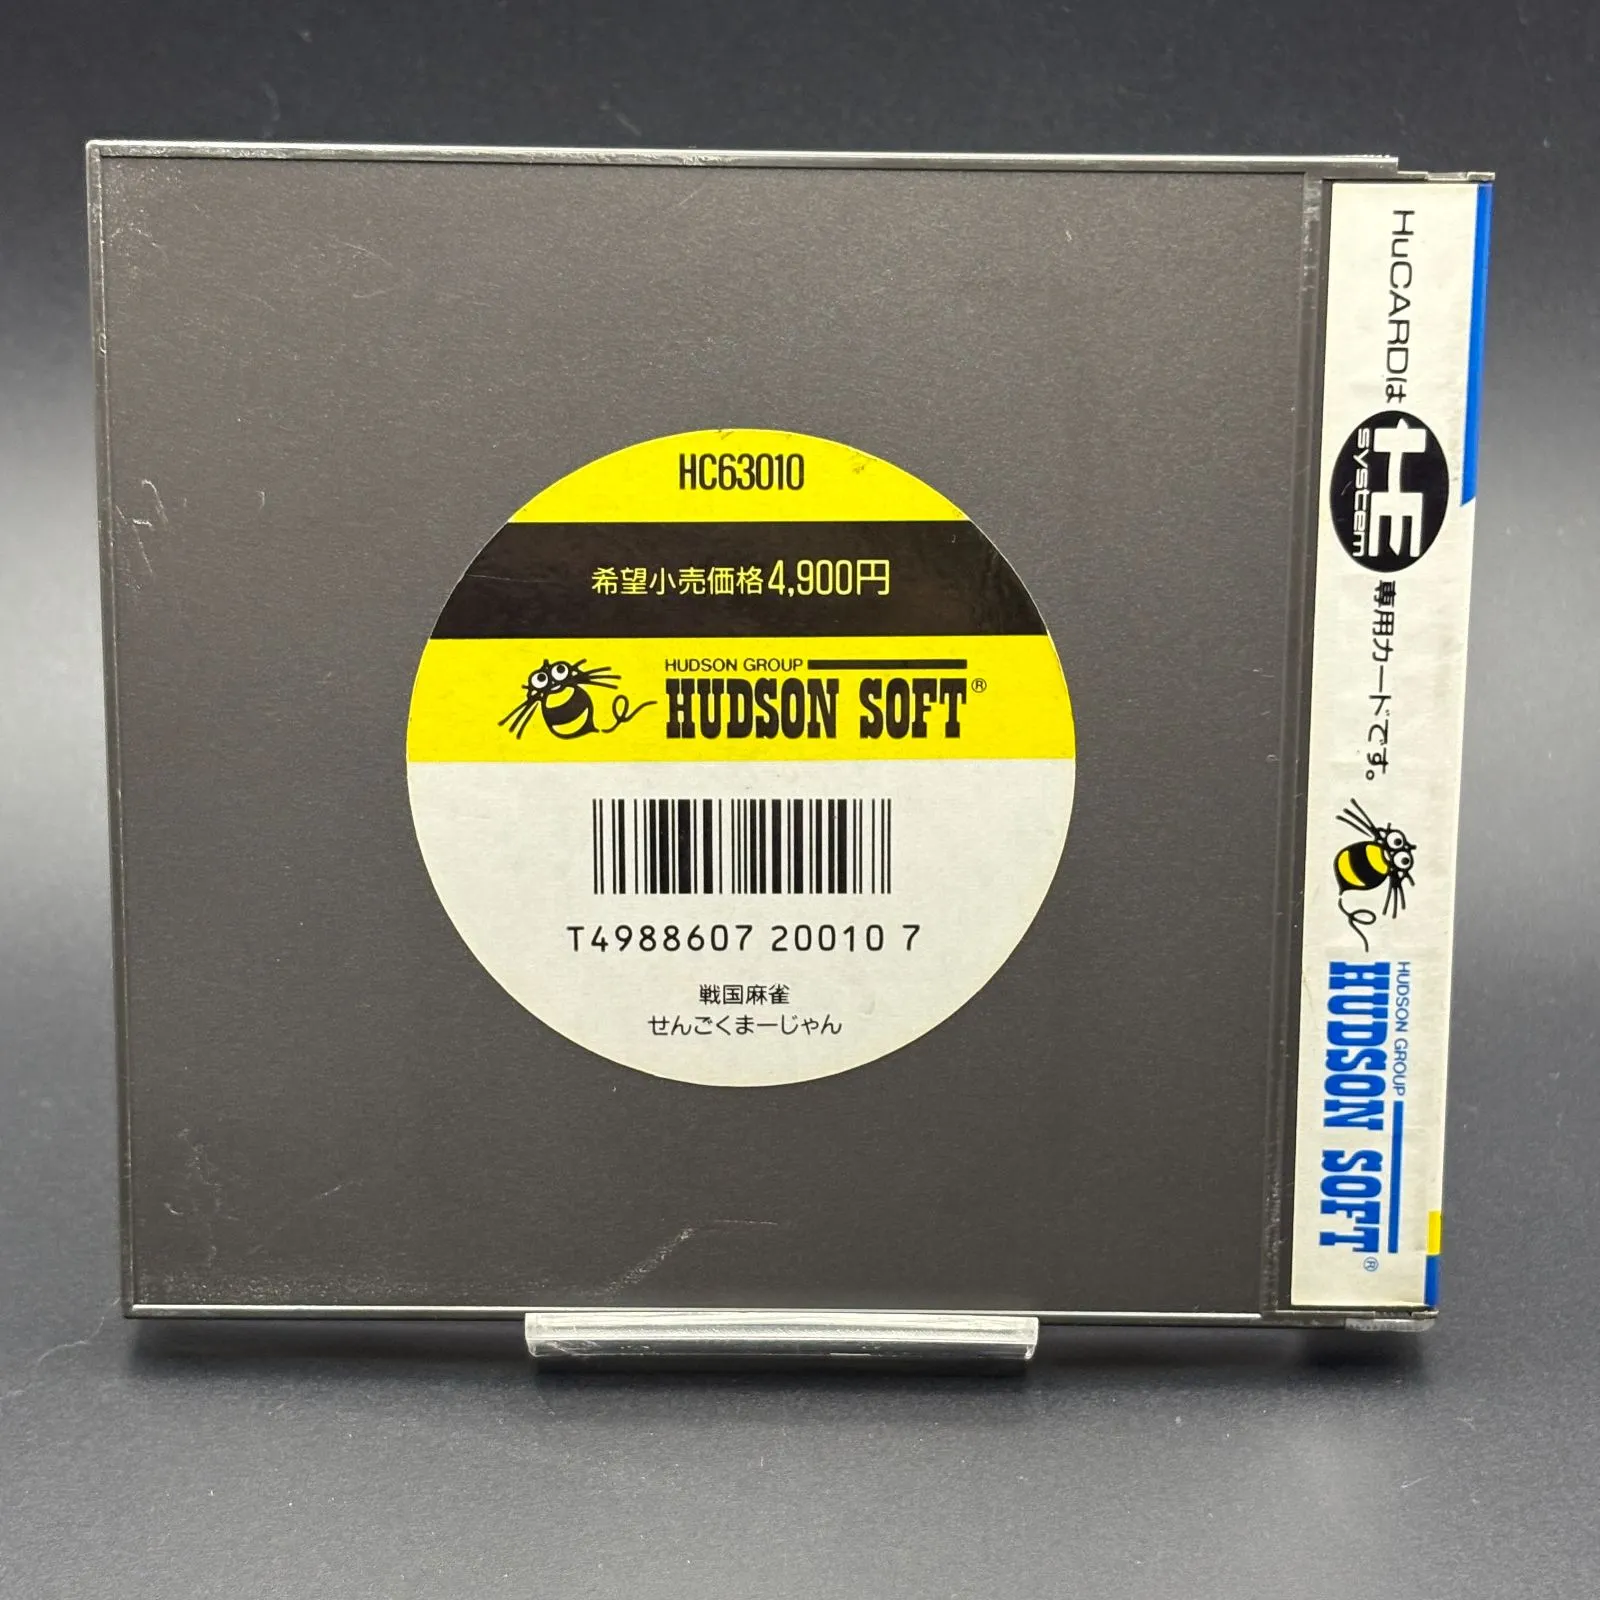 HC63010
希望小売価格4,900円
HUDSON GROUP
HUDSON SOFT®
T4988607 20010 7
戦国麻雀
せんごくまーじゃん
HuCARDは HE system 専用カードです。
HUDSON GROUP
HUDSON SOFT®